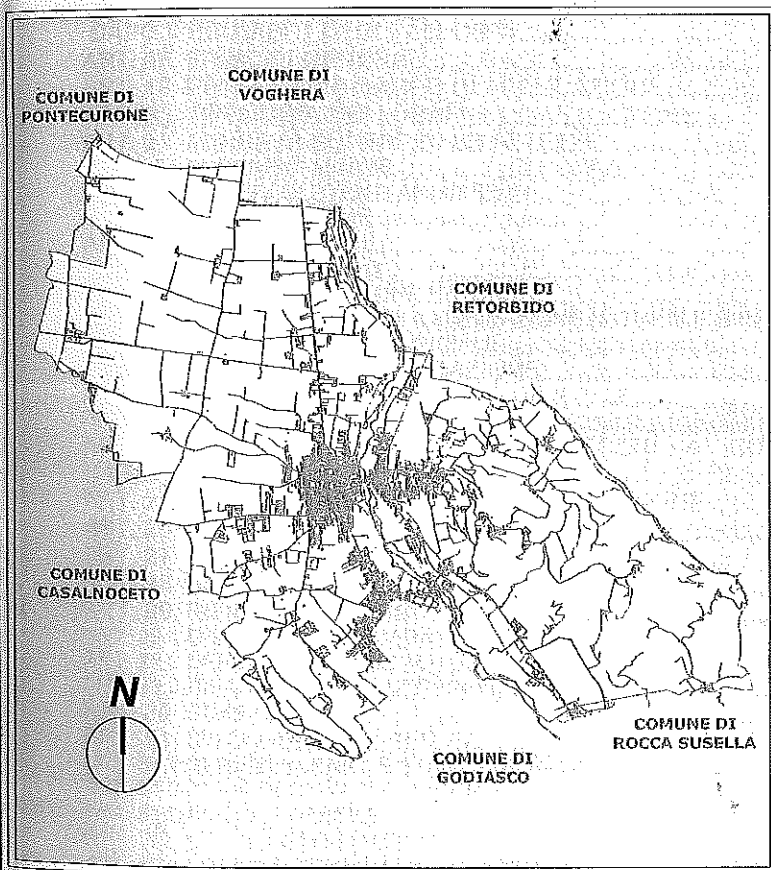 COMUNE DI
VOGHERA
COMUNE DI
PONTECURONE
COMUNE DI
RETORBIDO
COMUNE DI
CASALNOCETO
N
COMUNE DI
ROCCA SUSELLA
COMUNE DI
GODIASCO